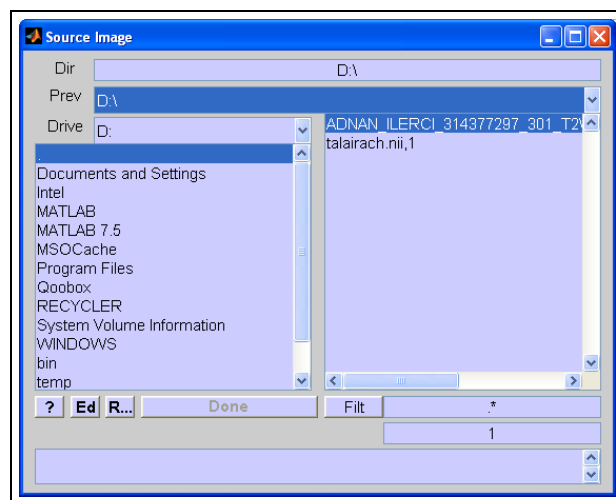 Source Image
Dir D:\
Prev D:\
Drive D:
.
Documents and Settings
Intel
MATLAB
MATLAB 7.5
MSOCache
Program Files
Qoobox
RECYCLER
System Volume Information
WINDOWS
bin
temp
ADNAN_ILERCI_314377297_301_T2W
talairach.nii,1
? Ed R... Done Filt .*
1